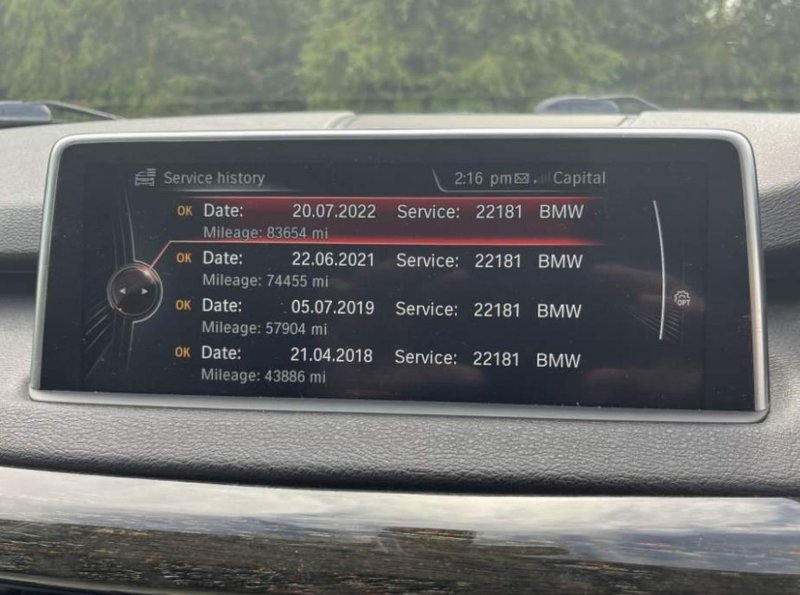 Service history 2:16 pm Capital
OK Date: 20.07.2022 Service: 22181 BMW
Mileage: 83654 mi
OK Date: 22.06.2021 Service: 22181 BMW
Mileage: 74455 mi
OK Date: 05.07.2019 Service: 22181 BMW
Mileage: 57904 mi
OK Date: 21.04.2018 Service: 22181 BMW
Mileage: 43886 mi
OPT